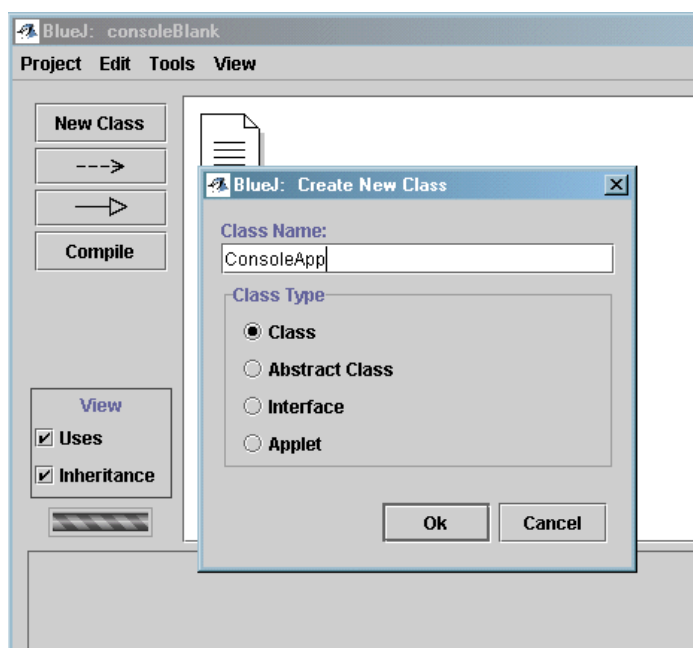 BlueJ: consoleBlank
Project Edit Tools View
New Class
Compile
View
Uses
Inheritance
BlueJ: Create New Class
Class Name:
ConsoleApp
Class Type
Class
Abstract Class
Interface
Applet
Ok Cancel